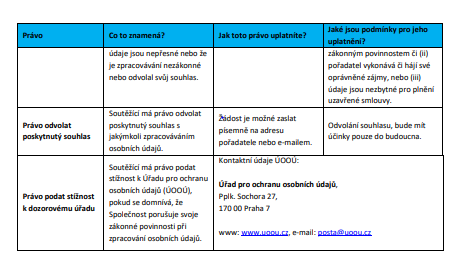 Právo
Co to znamená?
Jak toto právo uplatníte?
Jaké jsou podmínky pro jeho
uplatnění?
údaje jsou nepřesné nebo že
je zpracovávání nezákonné
nebo odvolal svůj souhlas.
zákonným povinnostem či (ii)
pořadatel vykonává či hájí své
oprávněné zájmy, nebo (iii)
údaje jsou nezbytné pro plnění
uzavřené smlouvy.
Právo odvolat
poskytnutý souhlas
Soutěžící má právo odvolat
poskytnutý souhlas s
jakýmkoli zpracováváním
osobních údajů.
Žádost je možné zaslat
písemně na adresu
pořadatele nebo e-mailem.
Odvolání souhlasu, bude mít
účinky pouze do budoucna.
Právo podat stížnost
k dozorovému úřadu
Soutěžící má právo podat
stížnost k Úřadu pro ochranu
osobních údajů (ÚOOÚ),
pokud se domnívá, že
Společnost porušuje svoje
zákonné povinnosti při
zpracování osobních údajů.
Kontaktní údaje ÚOOÚ:
Úřad pro ochranu osobních údajů,
Pplk. Sochora 27,
170 00 Praha 7
www: www.uoou.cz, e-mail: posta@uoou.cz